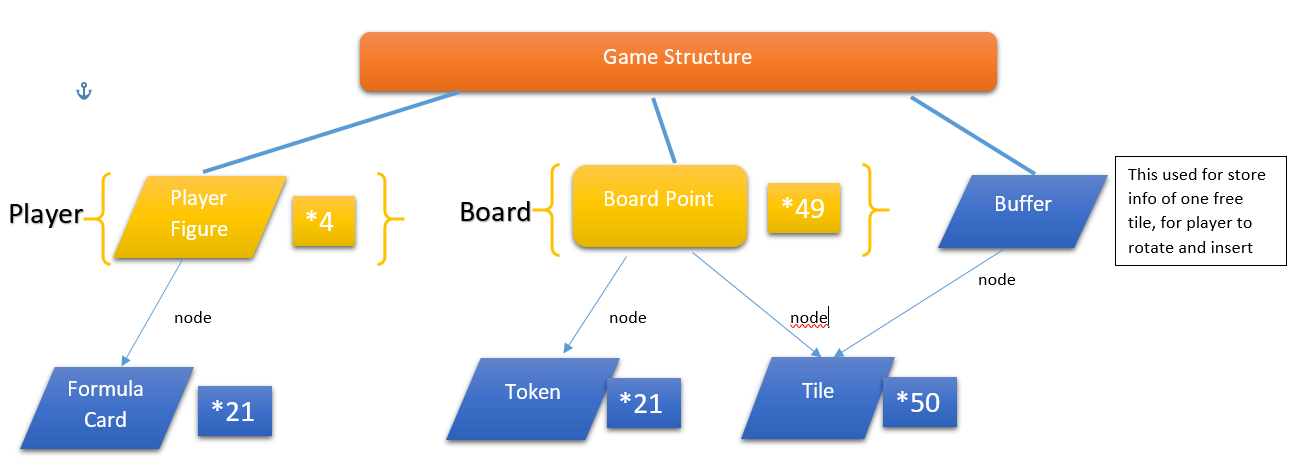 Game Structure
Player
Player
Figure
*4
Board
Board Point
*49
Buffer
This used for store
info of one free
tile, for player to
rotate and insert
node
node
node
node
Formula
Card
*21
Token
*21
Tile
*50